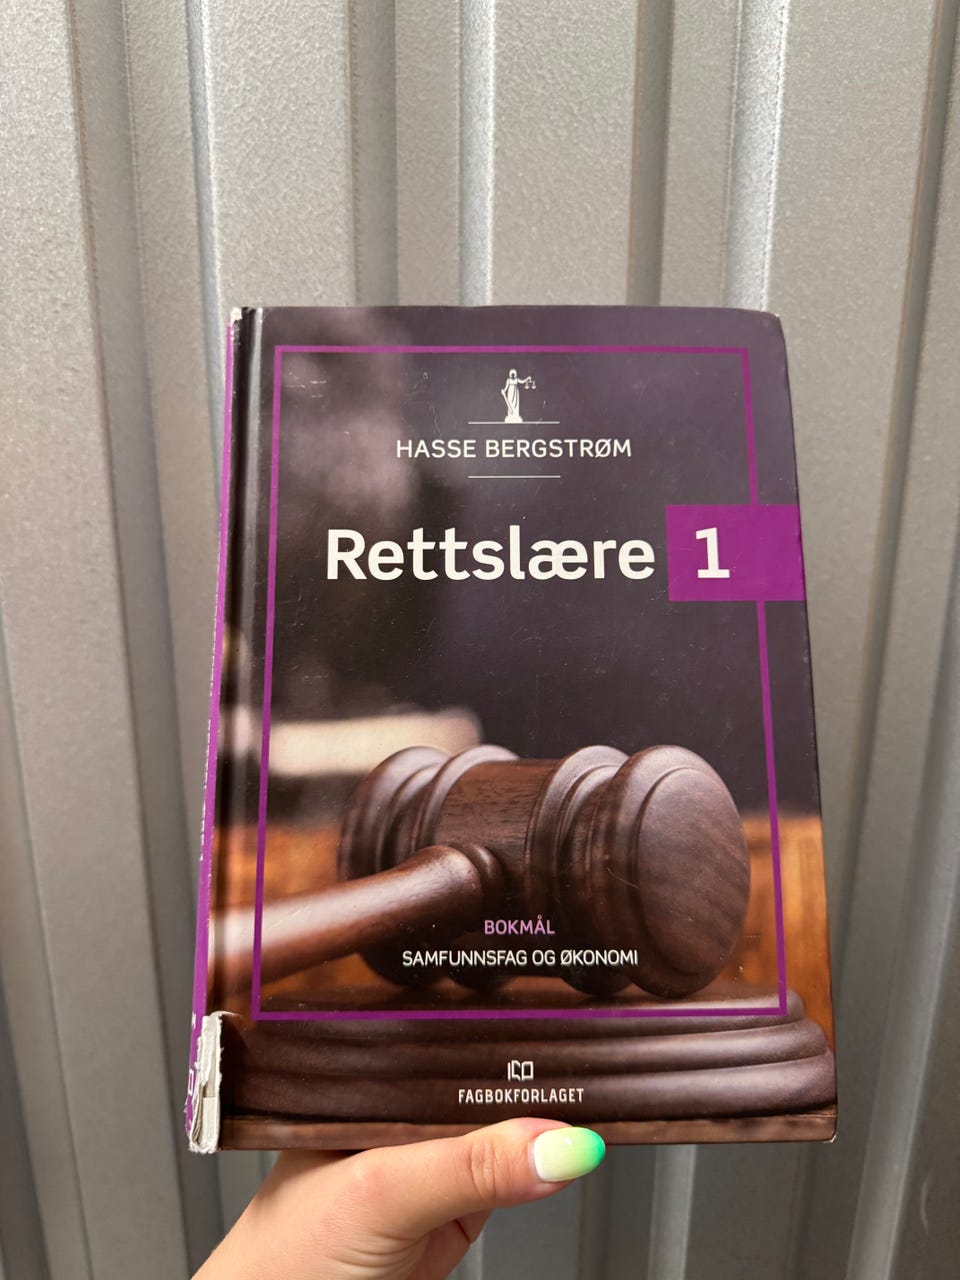 HASSE BERGSTRØM
Rettslære 1
BOKMÅL
SAMFUNNSFAG OG ØKONOMI
FAGBOKFORLAGET